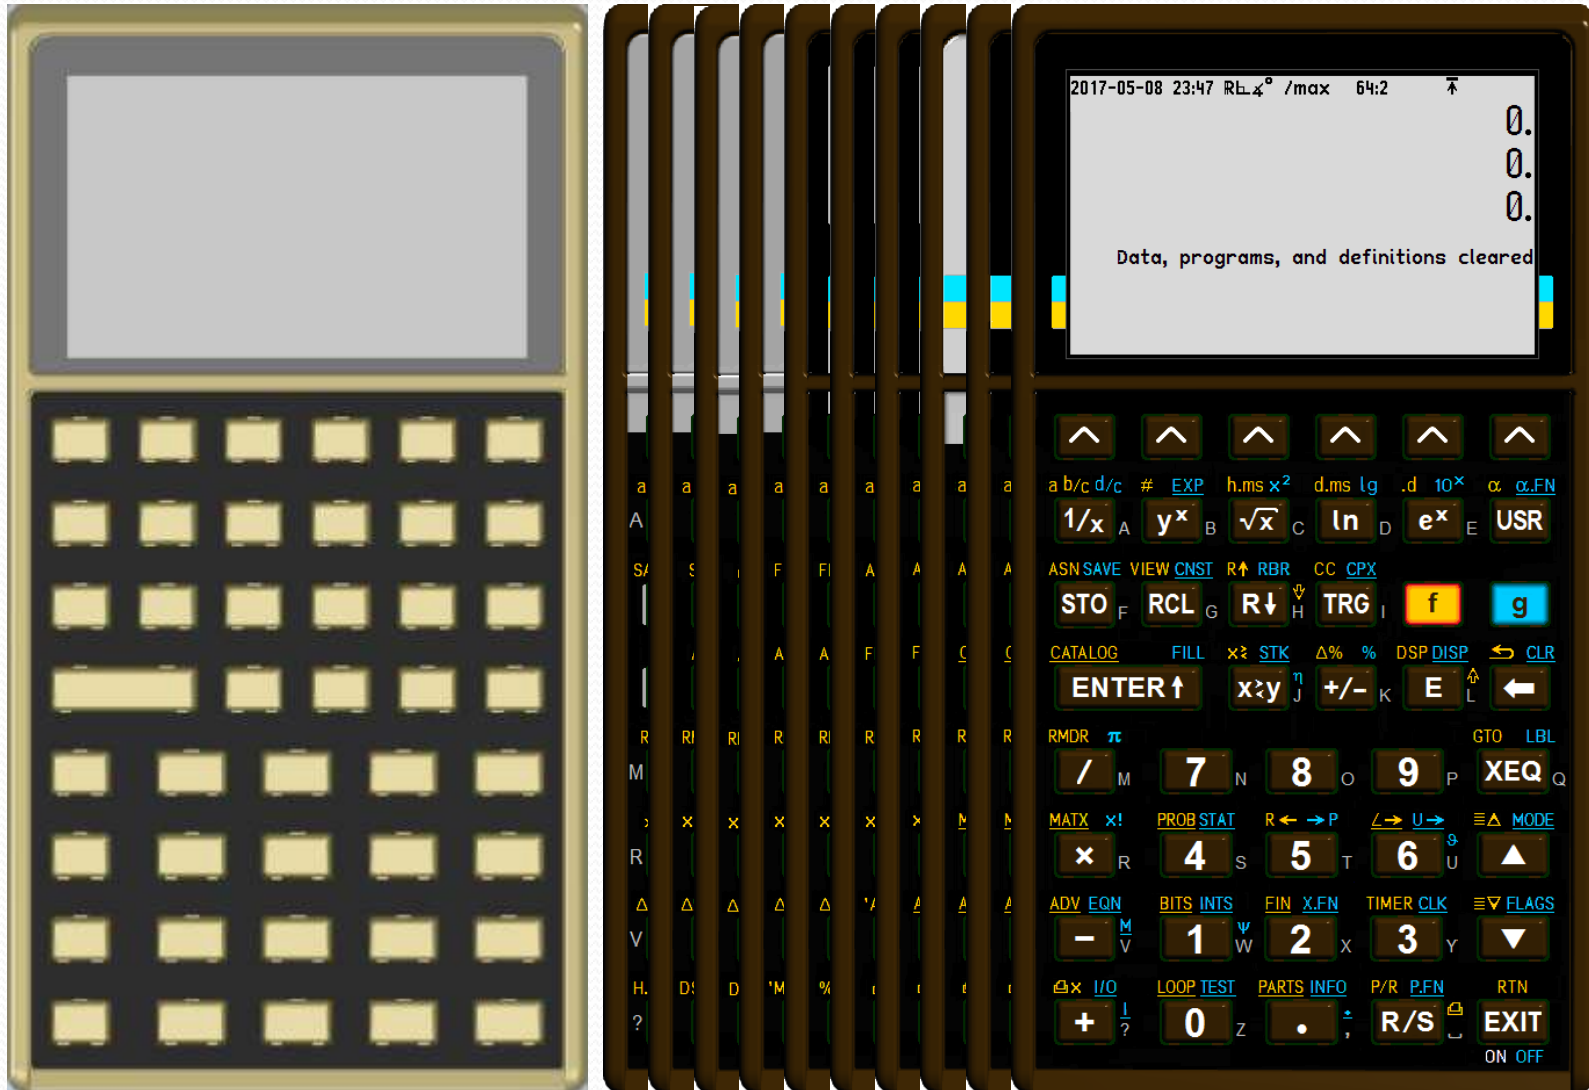 2017-05-08 23:47 R∟∡° /max 64:2
0.
0.
0.
Data, programs, and definitions cleared
a b/c d/c # EXP h.ms x² d.ms lg .d 10ˣ α α.FN
1/x A yˣ B √x C ln D eˣ E USR
ASN SAVE VIEW CNST R↑ RBR CC CPX
STO F RCL G R↓ H TRG I f g
CATALOG FILL x≷ STK Δ% % DSP DISP CLR
ENTER↑ x≷y η J +/- K E L ←
RMDR π GTO LBL
/ M 7 N 8 O 9 P XEQ Q
MATX x! PROB STAT R← →P ∠→ U→ ≡△ MODE
× R 4 S 5 T 6 ϑ U ▲
ADV EQN BITS INTS FIN X.FN TIMER CLK ≡▽ FLAGS
− M V 1 Ψ W 2 X 3 Y ▼
x I/O LOOP TEST PARTS INFO P/R P.FN RTN
+ | ? 0 Z . , R/S EXIT
ON OFF